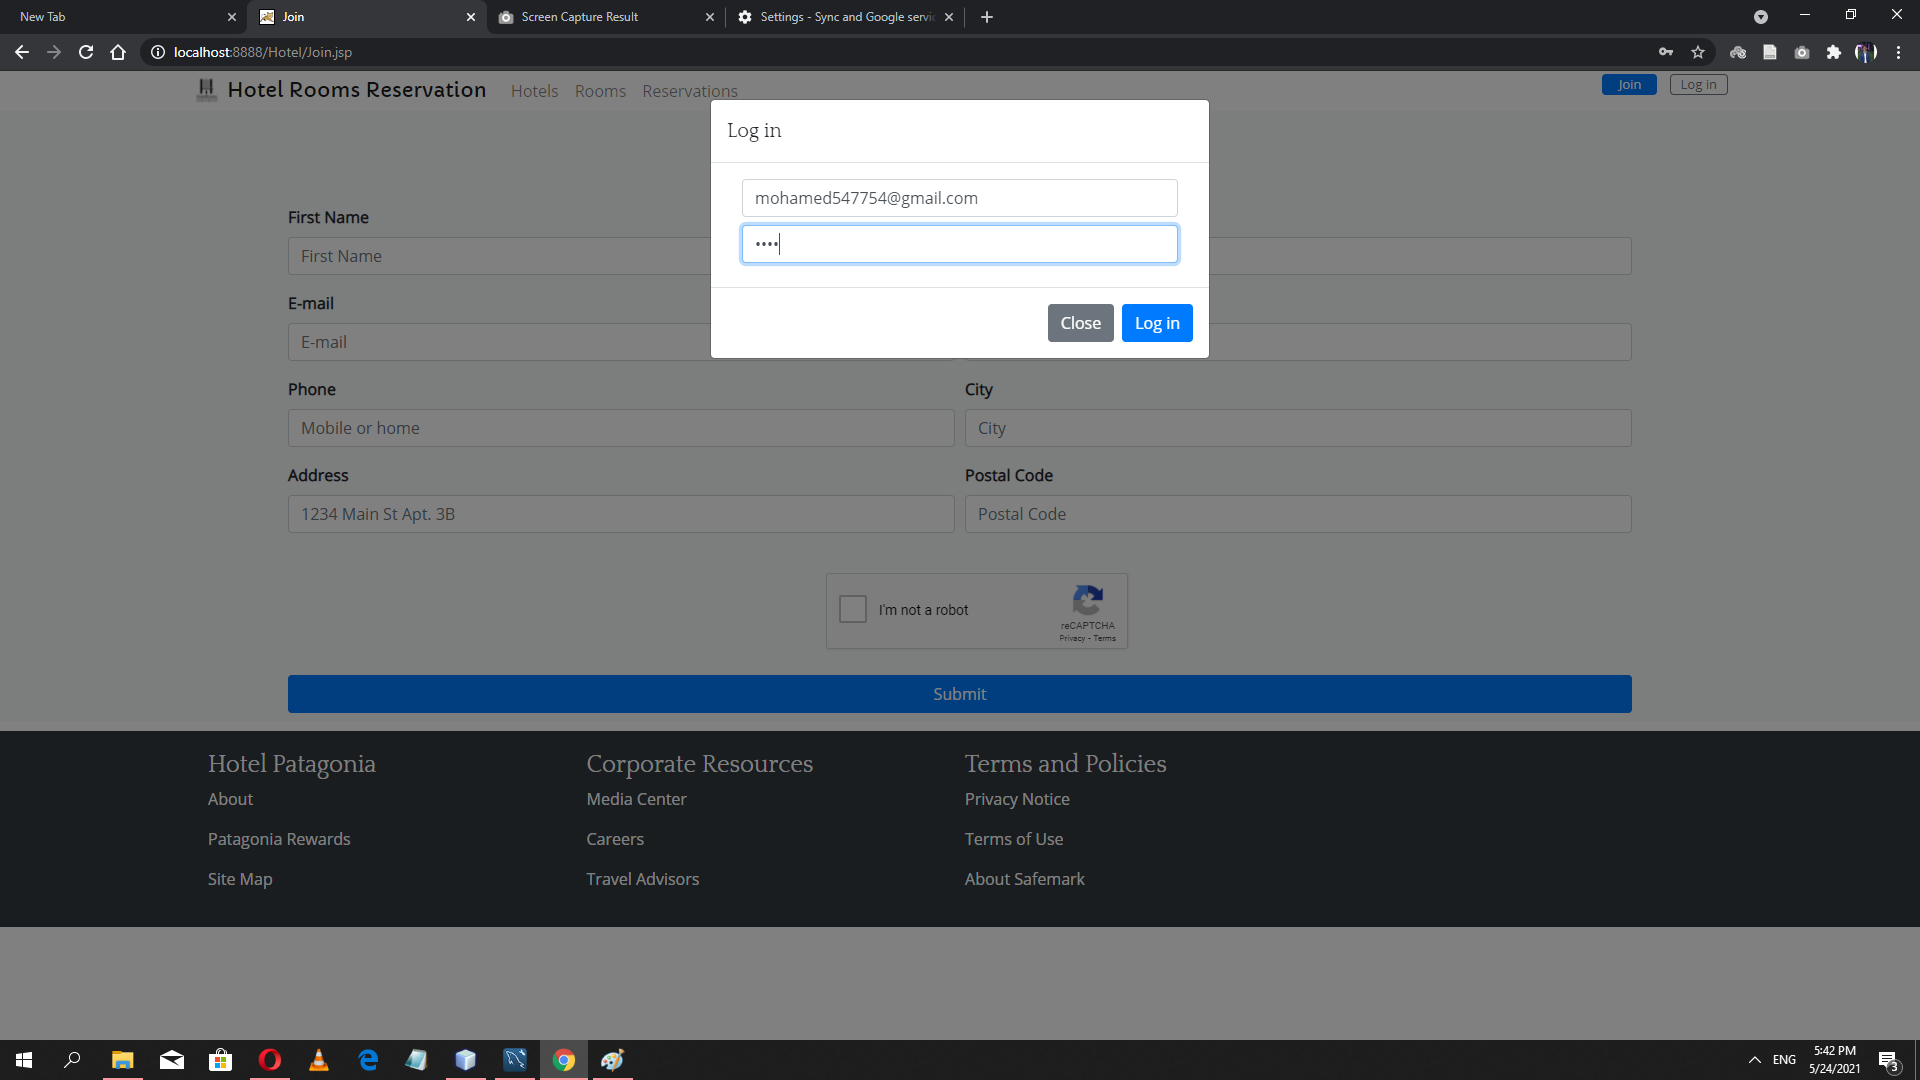 New Tab
Join
Screen Capture Result
Settings - Sync and Google servic
localhost:8888/Hotel/Join.jsp
Hotel Rooms Reservation
Hotels
Rooms
Reservations
Join
Log in
Log in
mohamed547754@gmail.com
••••
Close
Log in
First Name
First Name
E-mail
E-mail
Phone
City
Mobile or home
City
Address
Postal Code
1234 Main St Apt. 3B
Postal Code
I'm not a robot
reCAPTCHA
Privacy - Terms
Submit
Hotel Patagonia
Corporate Resources
Terms and Policies
About
Media Center
Privacy Notice
Patagonia Rewards
Careers
Terms of Use
Site Map
Travel Advisors
About Safemark
ENG
5:42 PM
5/24/2021
3